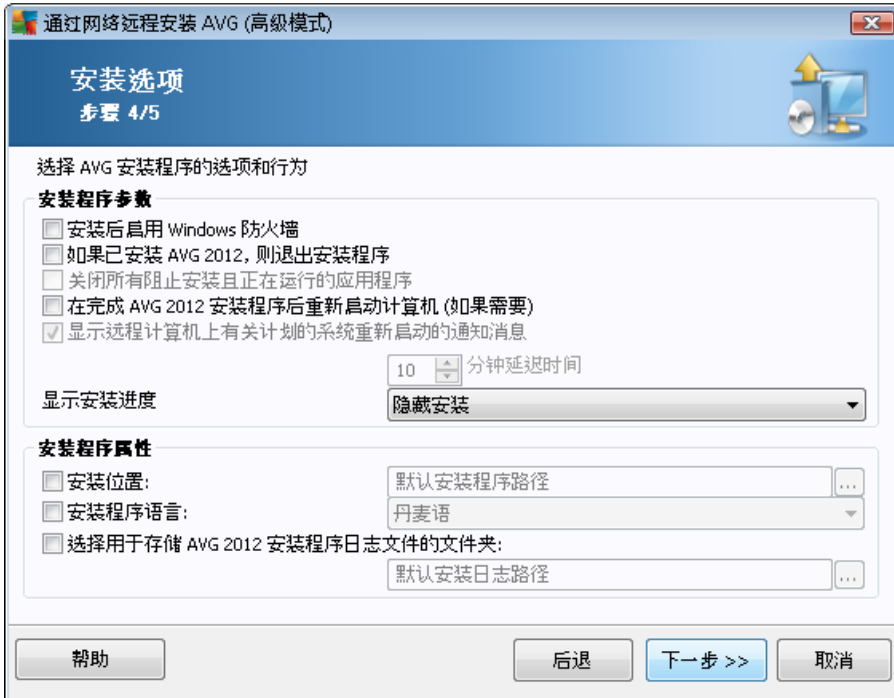 通过网络远程安装 AVG (高级模式)
安装选项
步骤 4/5
选择 AVG 安装程序的选项和行为
安装程序参数
安装后启用 Windows 防火墙
如果已安装 AVG 2012, 则退出安装程序
关闭所有阻止安装且正在运行的应用程序
在完成 AVG 2012 安装程序后重新启动计算机 (如果需要)
显示远程计算机上有关计划的系统重新启动的通知消息
10 分钟延迟时间
显示安装进度 隐藏安装
安装程序属性
安装位置: 默认安装程序路径 ...
安装程序语言: 丹麦语
选择用于存储 AVG 2012 安装程序日志文件的文件夹:
默认安装日志路径 ...
帮助 后退 下一步 >> 取消